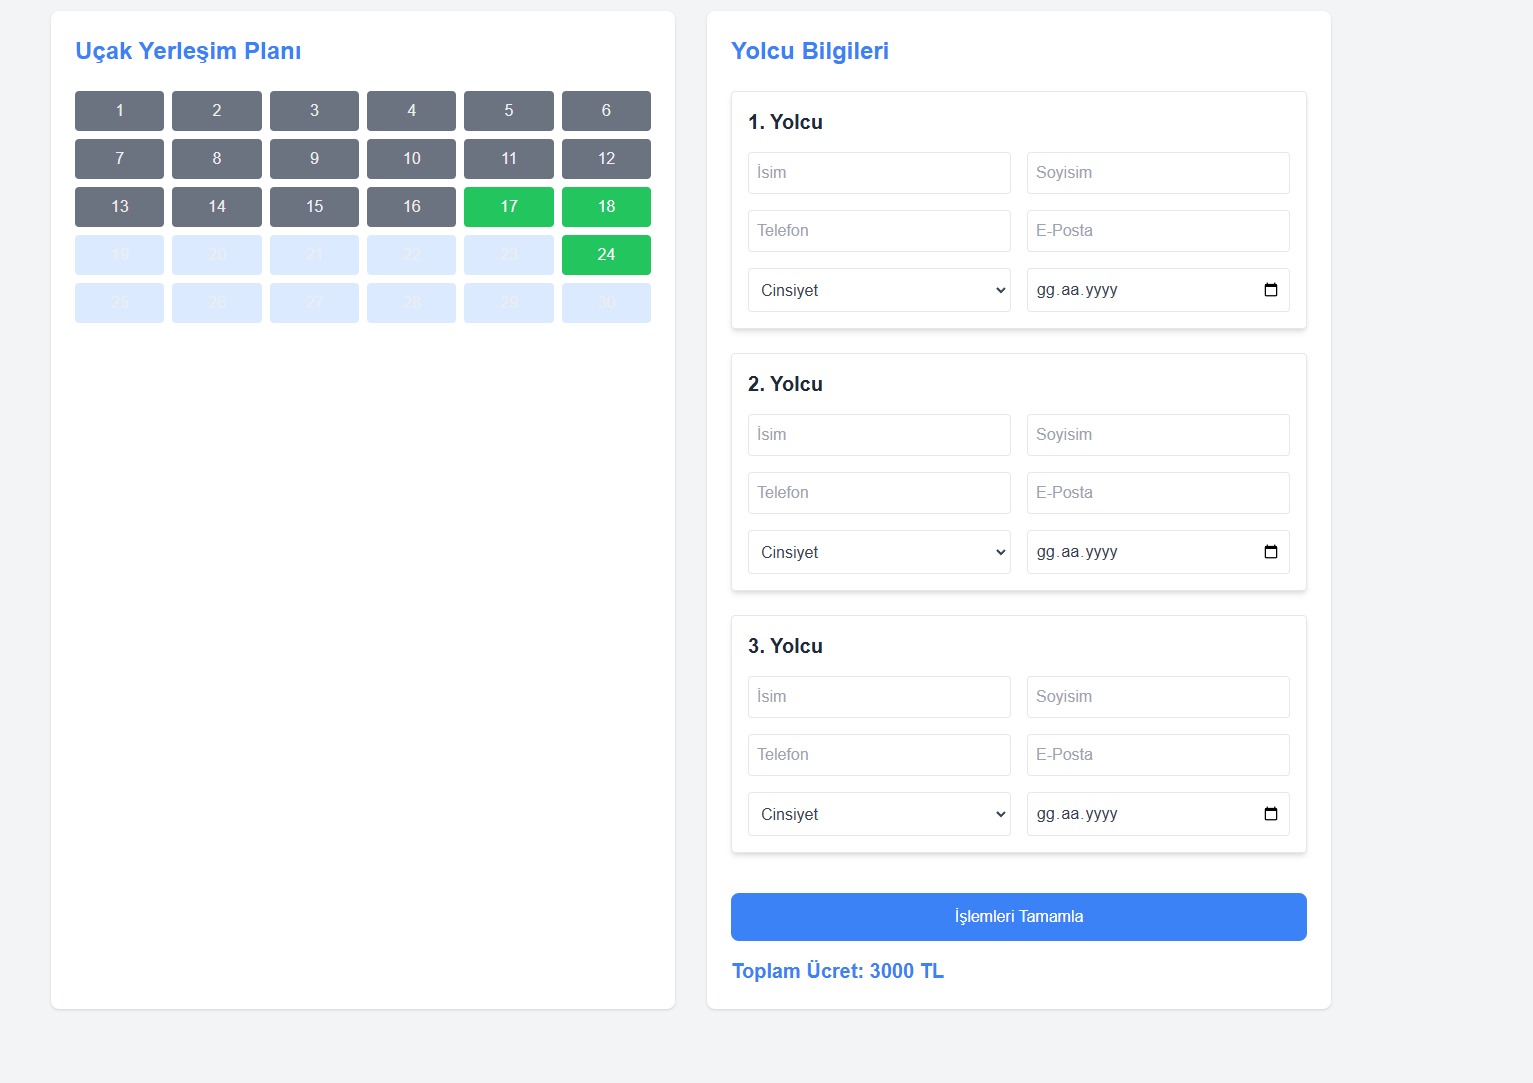 Uçak Yerleşim Planı
1 2 3 4 5 6
7 8 9 10 11 12
13 14 15 16 17 18
19 20 21 22 23 24
25 26 27 28 29 30
Yolcu Bilgileri
1. Yolcu
İsim Soyisim
Telefon E-Posta
Cinsiyet gg.aa.yyyy
2. Yolcu
İsim Soyisim
Telefon E-Posta
Cinsiyet gg.aa.yyyy
3. Yolcu
İsim Soyisim
Telefon E-Posta
Cinsiyet gg.aa.yyyy
İşlemleri Tamamla
Toplam Ücret: 3000 TL